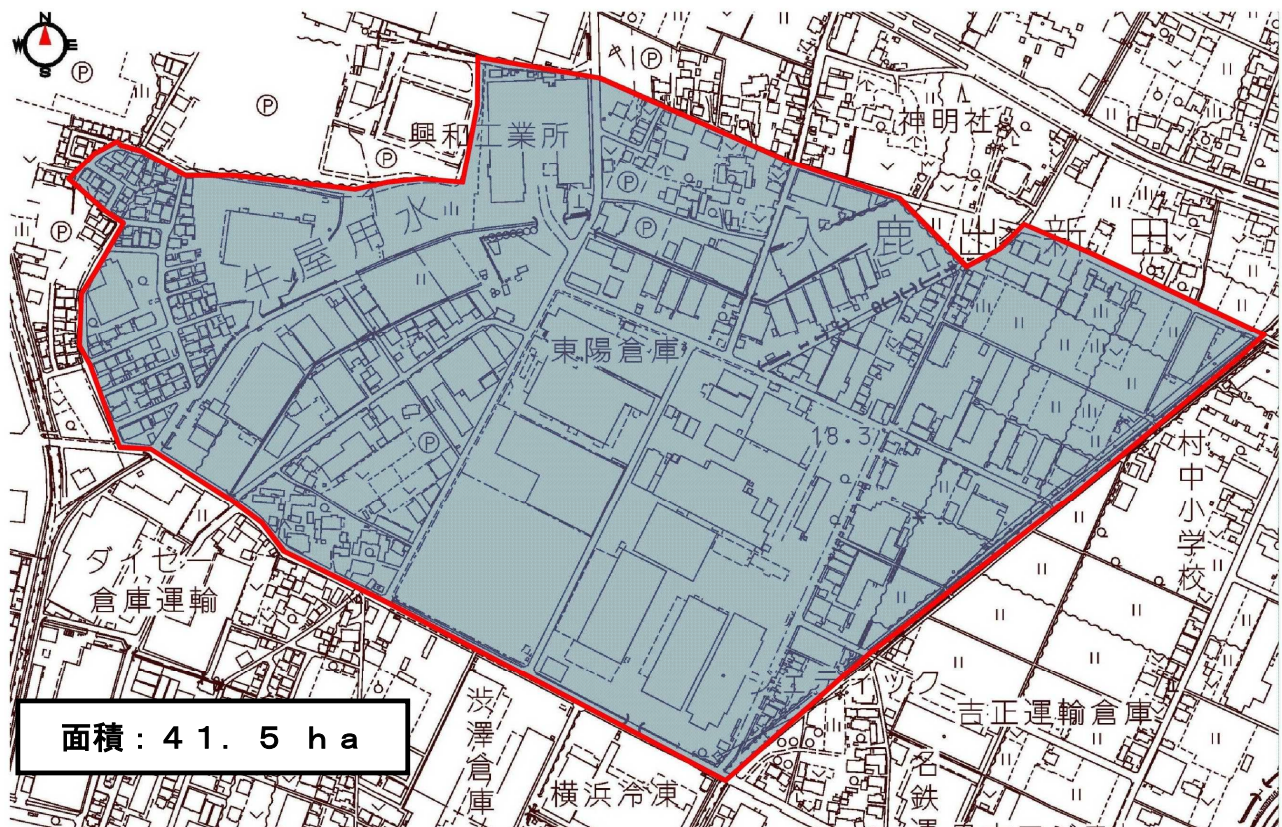 N
W E
S
Ⓟ
Ⓟ
Ⓟ
興和工業所
Ⓟ
神明社
Ⓟ
Ⓟ
Ⓟ
牛屋用水
入鹿出新田
東陽倉庫
18.3
Ⓟ
村中小学校
ダイセー
倉庫運輸
面積:41.5ha
渋澤倉庫
横浜冷凍
吉正運輸倉庫
名鉄運